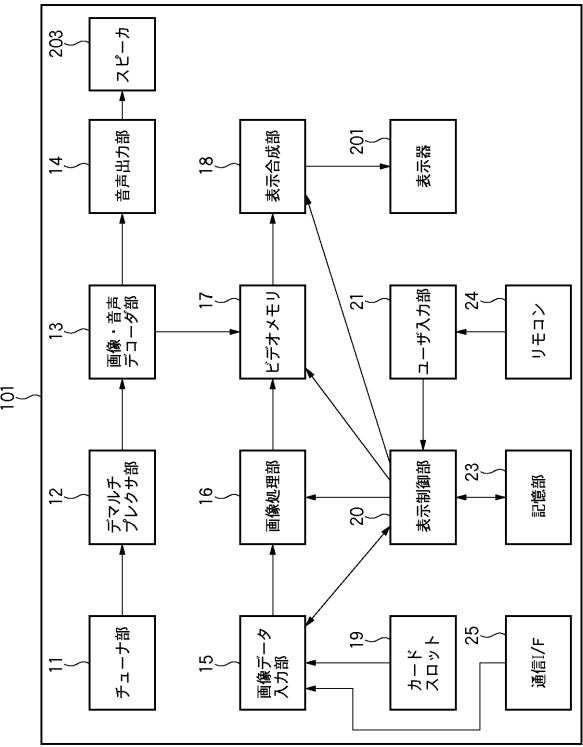 101
11
チューナ部
12
デマルチ
プレクサ部
13
画像・音声
デコーダ部
14
音声出力部
203
スピーカ
15
画像データ
入力部
16
画像処理部
17
ビデオメモリ
18
表示合成部
19
カード
スロット
20
表示制御部
21
ユーザ入力部
201
表示器
25
通信I/F
23
記憶部
24
リモコン